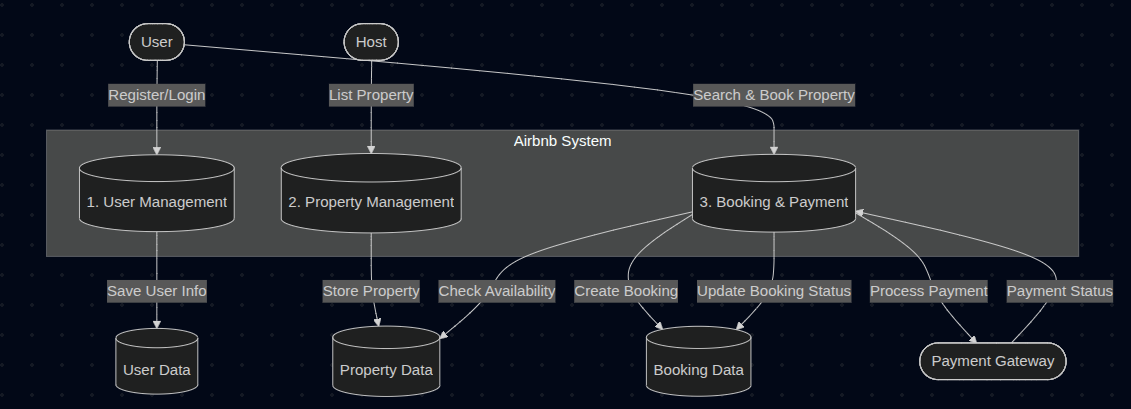 User
Host
Register/Login
List Property
Search & Book Property
Airbnb System
1. User Management
2. Property Management
3. Booking & Payment
Save User Info
Store Property
Check Availability
Create Booking
Update Booking Status
Process Payment
Payment Status
User Data
Property Data
Booking Data
Payment Gateway